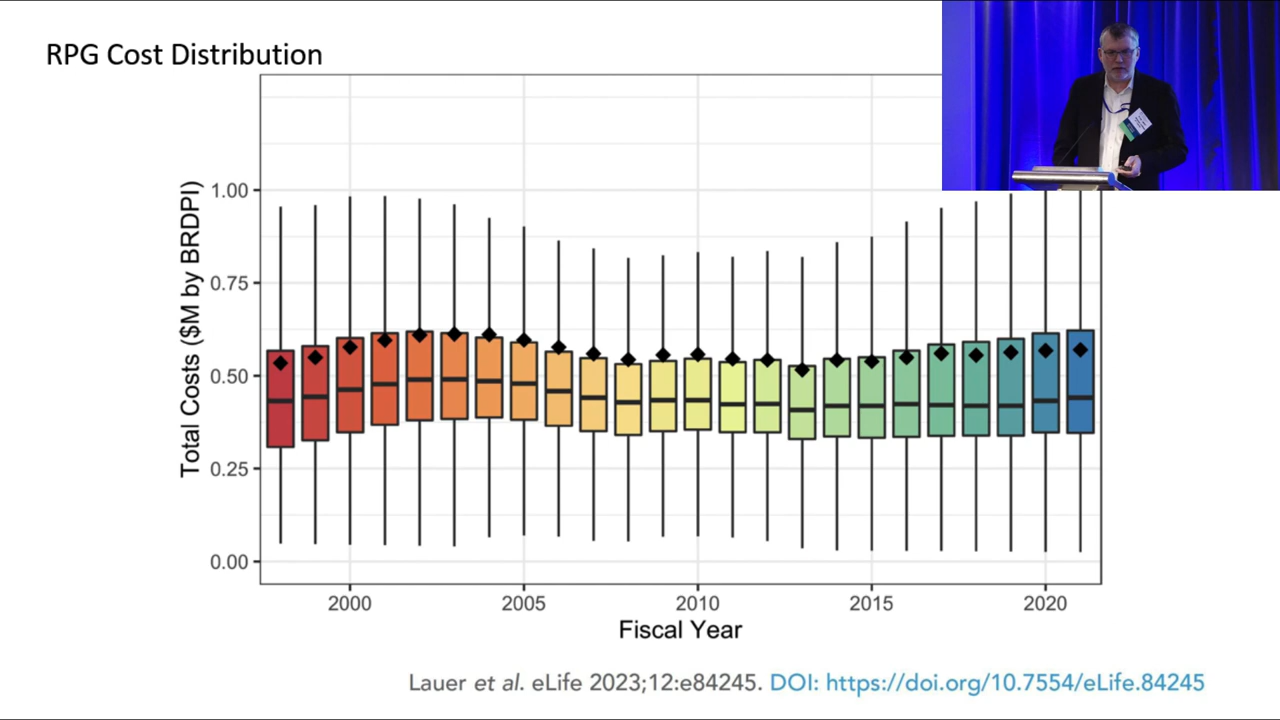 RPG Cost Distribution
Total Costs ($M by BRDPI)
1.00
0.75
0.50
0.25
0.00
2000
2005
2010
2015
2020
Fiscal Year
Lauer et al. eLife 2023;12:e84245. DOI: https://doi.org/10.7554/eLife.84245